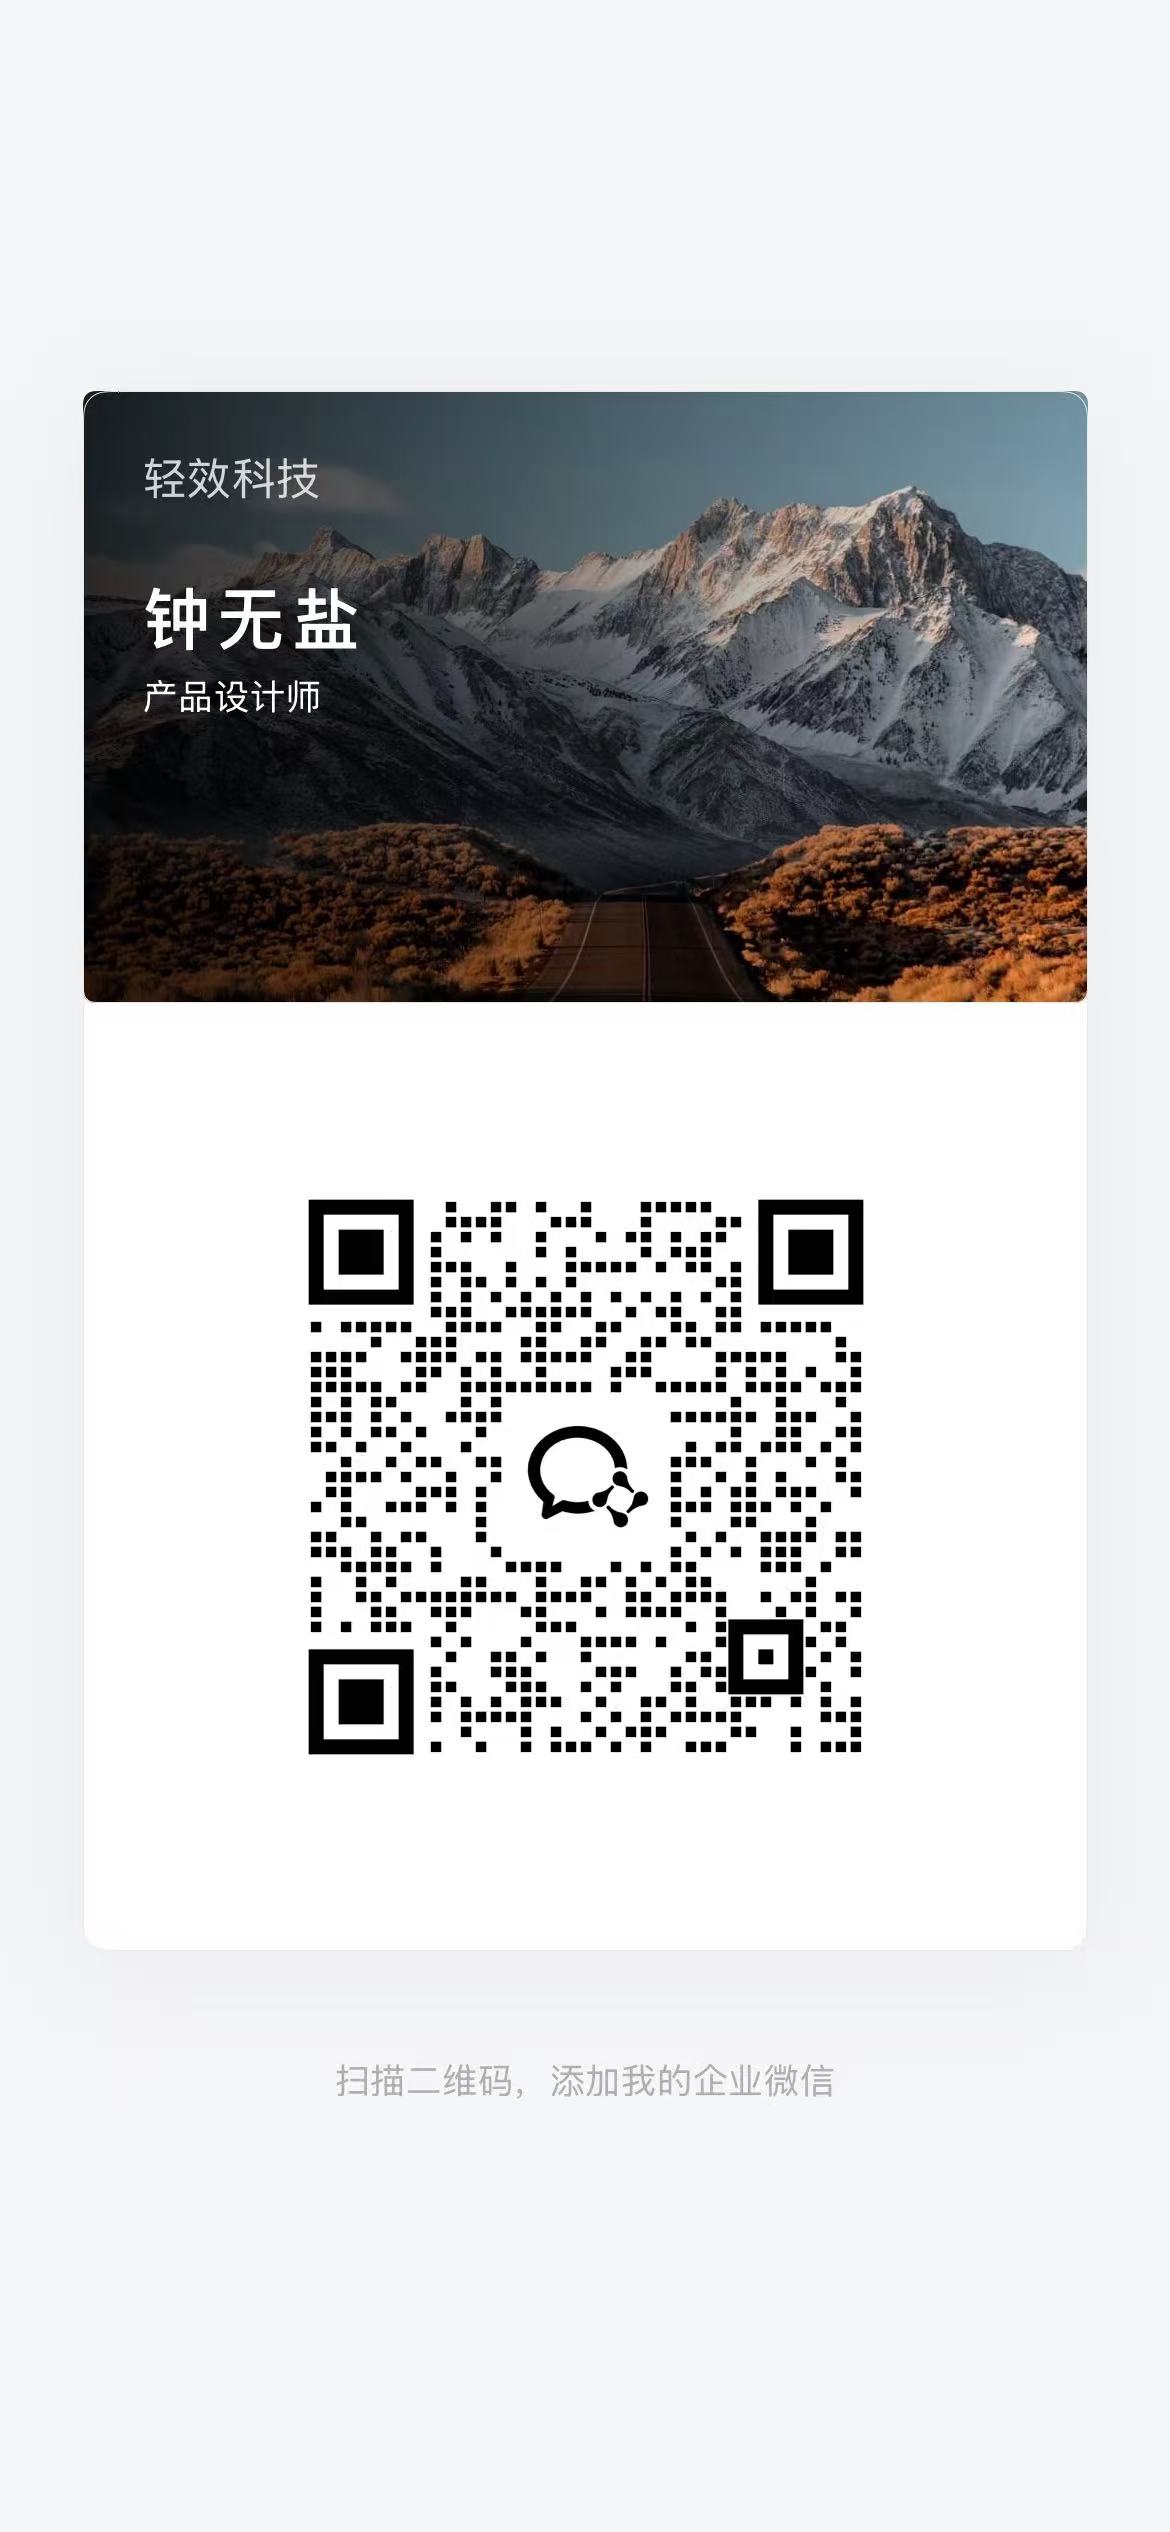 轻效科技
钟无盐
产品设计师
扫描二维码，添加我的企业微信